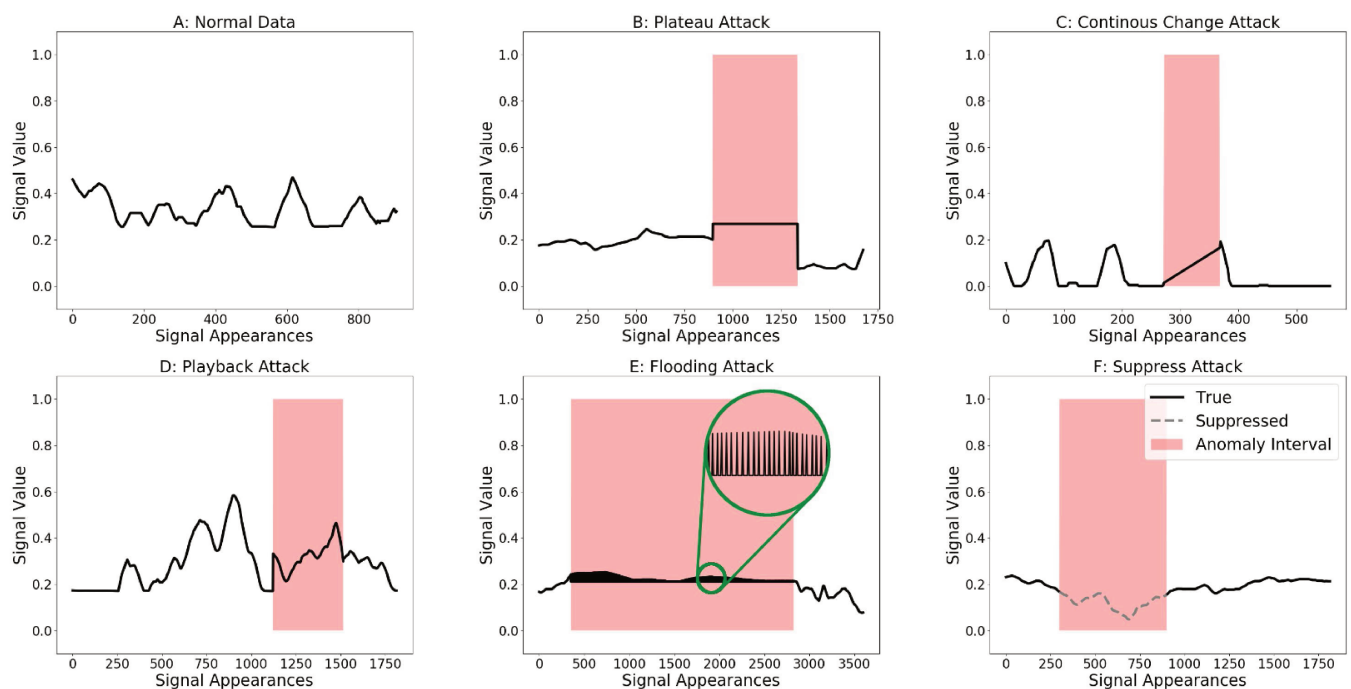 A: Normal Data
1.0
0.8
0.6
0.4
0.2
0.0
Signal Value
0 200 400 600 800
Signal Appearances
B: Plateau Attack
1.0
0.8
0.6
0.4
0.2
0.0
Signal Value
0 250 500 750 1000 1250 1500 1750
Signal Appearances
C: Continous Change Attack
1.0
0.8
0.6
0.4
0.2
0.0
Signal Value
0 100 200 300 400 500
Signal Appearances
D: Playback Attack
1.0
0.8
0.6
0.4
0.2
0.0
Signal Value
0 250 500 750 1000 1250 1500 1750
Signal Appearances
E: Flooding Attack
1.0
0.8
0.6
0.4
0.2
0.0
Signal Value
0 500 1000 1500 2000 2500 3000 3500
Signal Appearances
F: Suppress Attack
1.0
0.8
0.6
0.4
0.2
0.0
Signal Value
True
Suppressed
Anomaly Interval
0 250 500 750 1000 1250 1500 1750
Signal Appearances